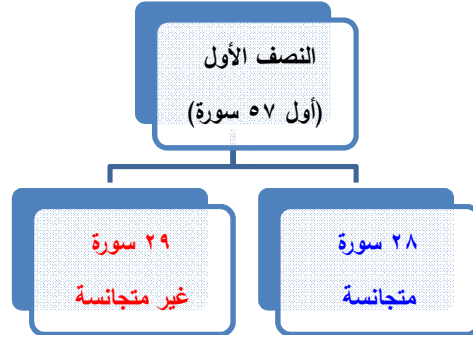 النصف الأول
(أول ٥٧ سورة)
٢٨ سورة
متجانسة
٢٩ سورة
غير متجانسة